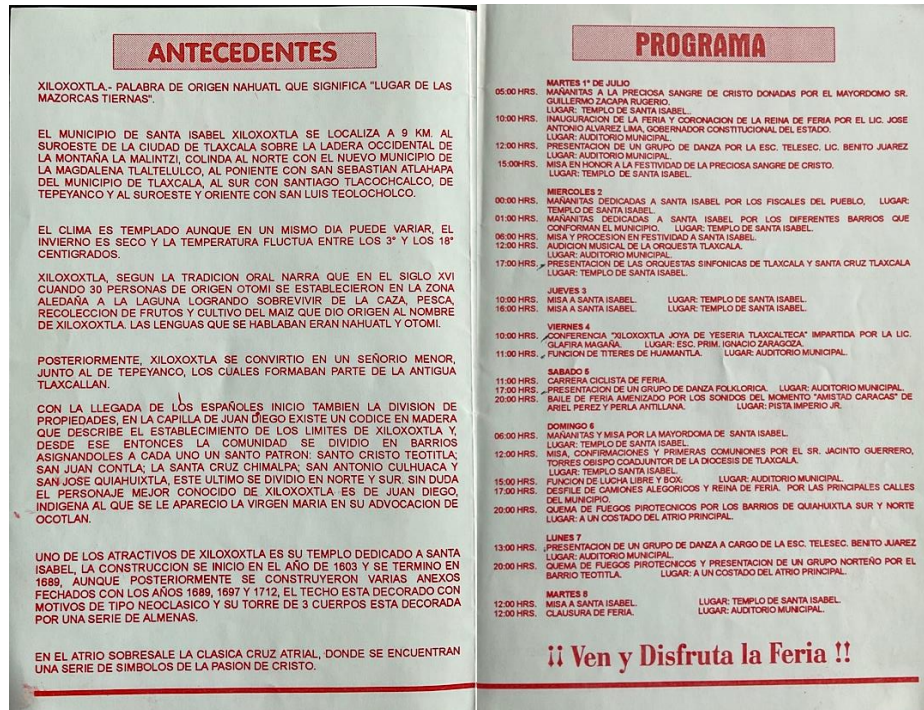 ANTECEDENTES
XILOXOXTLA.- PALABRA DE ORIGEN NAHUATL QUE SIGNIFICA "LUGAR DE LAS
MAZORCAS TIERNAS".
EL MUNICIPIO DE SANTA ISABEL XILOXOXTLA SE LOCALIZA A 9 KM. AL
SUROESTE DE LA CIUDAD DE TLAXCALA SOBRE LA LADERA OCCIDENTAL DE
LA MONTAÑA LA MALINTZI, COLINDA AL NORTE CON EL NUEVO MUNICIPIO DE
LA MAGDALENA TLALTELULCO, AL PONIENTE CON SAN SEBASTIAN ATLAHAPA
DEL MUNICIPIO DE TLAXCALA, AL SUR CON SANTIAGO TLACOCHCALCO, DE
TEPEYANCO Y AL SUROESTE Y ORIENTE CON SAN LUIS TEOLOCHOLCO.
EL CLIMA ES TEMPLADO AUNQUE EN UN MISMO DIA PUEDE VARIAR, EL
INVIERNO ES SECO Y LA TEMPERATURA FLUCTUA ENTRE LOS 3° Y LOS 18°
CENTIGRADOS.
XILOXOXTLA, SEGUN LA TRADICION ORAL NARRA QUE EN EL SIGLO XVI
CUANDO 30 PERSONAS DE ORIGEN OTOMI SE ESTABLECIERON EN LA ZONA
ALEDAÑA A LA LAGUNA LOGRANDO SOBREVIVIR DE LA CAZA, PESCA,
RECOLECCION DE FRUTOS Y CULTIVO DEL MAIZ QUE DIO ORIGEN AL NOMBRE
DE XILOXOXTLA. LAS LENGUAS QUE SE HABLABAN ERAN NAHUATL Y OTOMI.
POSTERIORMENTE, XILOXOXTLA SE CONVIRTIO EN UN SEÑORIO MENOR,
JUNTO AL DE TEPEYANCO, LOS CUALES FORMABAN PARTE DE LA ANTIGUA
TLAXCALLAN.
CON LA LLEGADA DE LOS ESPAÑOLES INICIO TAMBIEN LA DIVISION DE
PROPIEDADES, EN LA CAPILLA DE JUAN DIEGO EXISTE UN CODICE EN MADERA
QUE DESCRIBE EL ESTABLECIMIENTO DE LOS LIMITES DE XILOXOXTLA Y,
DESDE ESE ENTONCES LA COMUNIDAD SE DIVIDIO EN BARRIOS
ASIGNANDOLES A CADA UNO UN SANTO PATRON: SANTO CRISTO TEOTITLA;
SAN JUAN CONTLA; LA SANTA CRUZ CHIMALPA; SAN ANTONIO CULHUACA Y
SAN JOSE QUIAHUIXTLA, ESTE ULTIMO SE DIVIDIO EN NORTE Y SUR. SIN DUDA
EL PERSONAJE MEJOR CONOCIDO DE XILOXOXTLA ES DE JUAN DIEGO,
INDIGENA AL QUE SE LE APARECIO LA VIRGEN MARIA EN SU ADVOCACION DE
OCOTLAN.
UNO DE LOS ATRACTIVOS DE XILOXOXTLA ES SU TEMPLO DEDICADO A SANTA
ISABEL, LA CONSTRUCCION SE INICIO EN EL AÑO DE 1603 Y SE TERMINO EN
1689, AUNQUE POSTERIORMENTE SE CONSTRUYERON VARIAS ANEXOS
FECHADOS CON LOS AÑOS 1689, 1697 Y 1712, EL TECHO ESTA DECORADO CON
MOTIVOS DE TIPO NEOCLASICO Y SU TORRE DE 3 CUERPOS ESTA DECORADA
POR UNA SERIE DE ALMENAS.
EN EL ATRIO SOBRESALE LA CLASICA CRUZ ATRIAL, DONDE SE ENCUENTRAN
UNA SERIE DE SIMBOLOS DE LA PASION DE CRISTO.
PROGRAMA
MARTES 1° DE JULIO
05:00 HRS. MAÑANITAS A LA PRECIOSA SANGRE DE CRISTO DONADAS POR EL MAYORDOMO SR.
GUILLERMO ZACAPA RUGERIO.
LUGAR: TEMPLO DE SANTA ISABEL.
10:00 HRS. INAUGURACION DE LA FERIA Y CORONACION DE LA REINA DE FERIA POR EL LIC. JOSE
ANTONIO ALVAREZ LIMA, GOBERNADOR CONSTITUCIONAL DEL ESTADO.
LUGAR: AUDITORIO MUNICIPAL.
12:00 HRS. PRESENTACION DE UN GRUPO DE DANZA POR LA ESC. TELESEC. LIC. BENITO JUAREZ
LUGAR: AUDITORIO MUNICIPAL.
15:00HRS. MISA EN HONOR A LA FESTIVIDAD DE LA PRECIOSA SANGRE DE CRISTO.
LUGAR: TEMPLO DE SANTA ISABEL.
MIERCOLES 2
00:00 HRS. MAÑANITAS DEDICADAS A SANTA ISABEL POR LOS FISCALES DEL PUEBLO, LUGAR:
TEMPLO DE SANTA ISABEL.
01:00 HRS. MAÑANITAS DEDICADAS A SANTA ISABEL POR LOS DIFERENTES BARRIOS QUE
CONFORMAN EL MUNICIPIO. LUGAR: TEMPLO DE SANTA ISABEL.
06:00 HRS. MISA Y PROCESION EN FESTIVIDAD A SANTA ISABEL.
12:00 HRS. AUDICION MUSICAL DE LA ORQUESTA TLAXCALA.
LUGAR: AUDITORIO MUNICIPAL.
17:00 HRS. PRESENTACION DE LAS ORQUESTAS SINFONICAS DE TLAXCALA Y SANTA CRUZ TLAXCALA
LUGAR: TEMPLO DE SANTA ISABEL.
JUEVES 3
10:00 HRS. MISA A SANTA ISABEL. LUGAR: TEMPLO DE SANTA ISABEL.
16:00 HRS. MISA A SANTA ISABEL. LUGAR: TEMPLO DE SANTA ISABEL.
VIERNES 4
10:00 HRS. CONFERENCIA "XILOXOXTLA JOYA DE YESERIA TLAXCALTECA" IMPARTIDA POR LA LIC.
GLAFIRA MAGAÑA. LUGAR: ESC. PRIM. IGNACIO ZARAGOZA.
11:00 HRS. FUNCION DE TITERES DE HUAMANTLA. LUGAR: AUDITORIO MUNICIPAL.
SABADO 5
11:00 HRS. CARRERA CICLISTA DE FERIA.
17:00 HRS. PRESENTACION DE UN GRUPO DE DANZA FOLKLORICA. LUGAR: AUDITORIO MUNICIPAL.
20:00 HRS. BAILE DE FERIA AMENIZADO POR LOS SONIDOS DEL MOMENTO "AMISTAD CARACAS" DE
ARIEL PEREZ Y PERLA ANTILLANA. LUGAR: PISTA IMPERIO JR.
DOMINGO 6
06:00 HRS. MAÑANITAS Y MISA POR LA MAYORDOMA DE SANTA ISABEL.
LUGAR: TEMPLO DE SANTA ISABEL.
12:00 HRS. MISA, CONFIRMACIONES Y PRIMERAS COMUNIONES POR EL SR. JACINTO GUERRERO,
TORRES OBISPO COADJUNTOR DE LA DIOCESIS DE TLAXCALA.
LUGAR: TEMPLO SANTA ISABEL.
15:00 HRS. FUNCION DE LUCHA LIBRE Y BOX. LUGAR: AUDITORIO MUNICIPAL.
17:00 HRS. DESFILE DE CAMIONES ALEGORICOS Y REINA DE FERIA. POR LAS PRINCIPALES CALLES
DEL MUNICIPIO.
20:00 HRS. QUEMA DE FUEGOS PIROTECNICOS POR LOS BARRIOS DE QUIAHUIXTLA SUR Y NORTE
LUGAR: A UN COSTADO DEL ATRIO PRINCIPAL.
LUNES 7
13:00 HRS. PRESENTACION DE UN GRUPO DE DANZA A CARGO DE LA ESC. TELESEC. BENITO JUAREZ
LUGAR: AUDITORIO MUNICIPAL.
20:00 HRS. QUEMA DE FUEGOS PIROTECNICOS Y PRESENTACION DE UN GRUPO NORTEÑO POR EL
BARRIO TEOTITLA. LUGAR: A UN COSTADO DEL ATRIO PRINCIPAL.
MARTES 8
12:00 HRS. MISA A SANTA ISABEL. LUGAR: TEMPLO DE SANTA ISABEL.
12:00 HRS. CLAUSURA DE FERIA. LUGAR: AUDITORIO MUNICIPAL.
¡¡ Ven y Disfruta la Feria !!